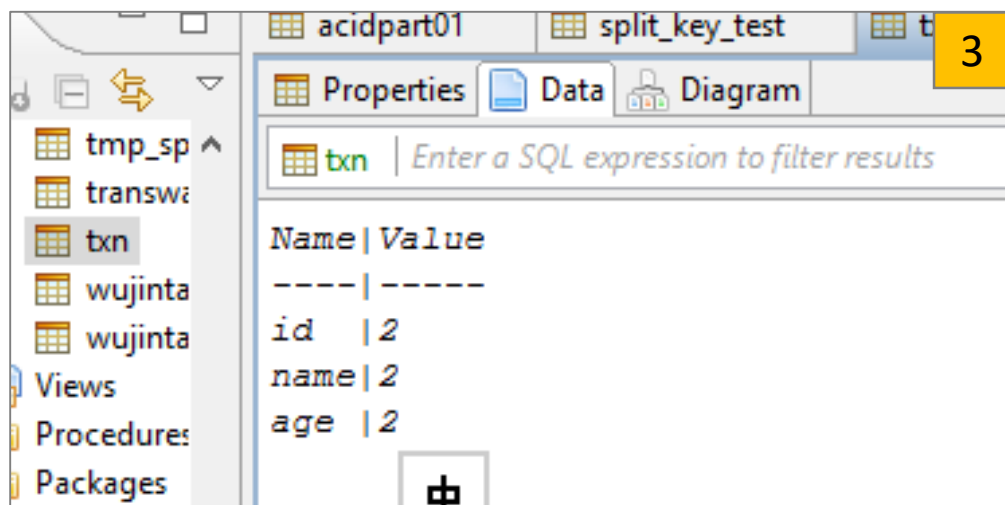 acidpart01 split_key_test
3
Properties Data Diagram
txn Enter a SQL expression to filter results
tmp_sp
transwa
txn
wujinta
wujinta
Views
Procedures
Packages
Name|Value
----|-----
id |2
name|2
age |2
中